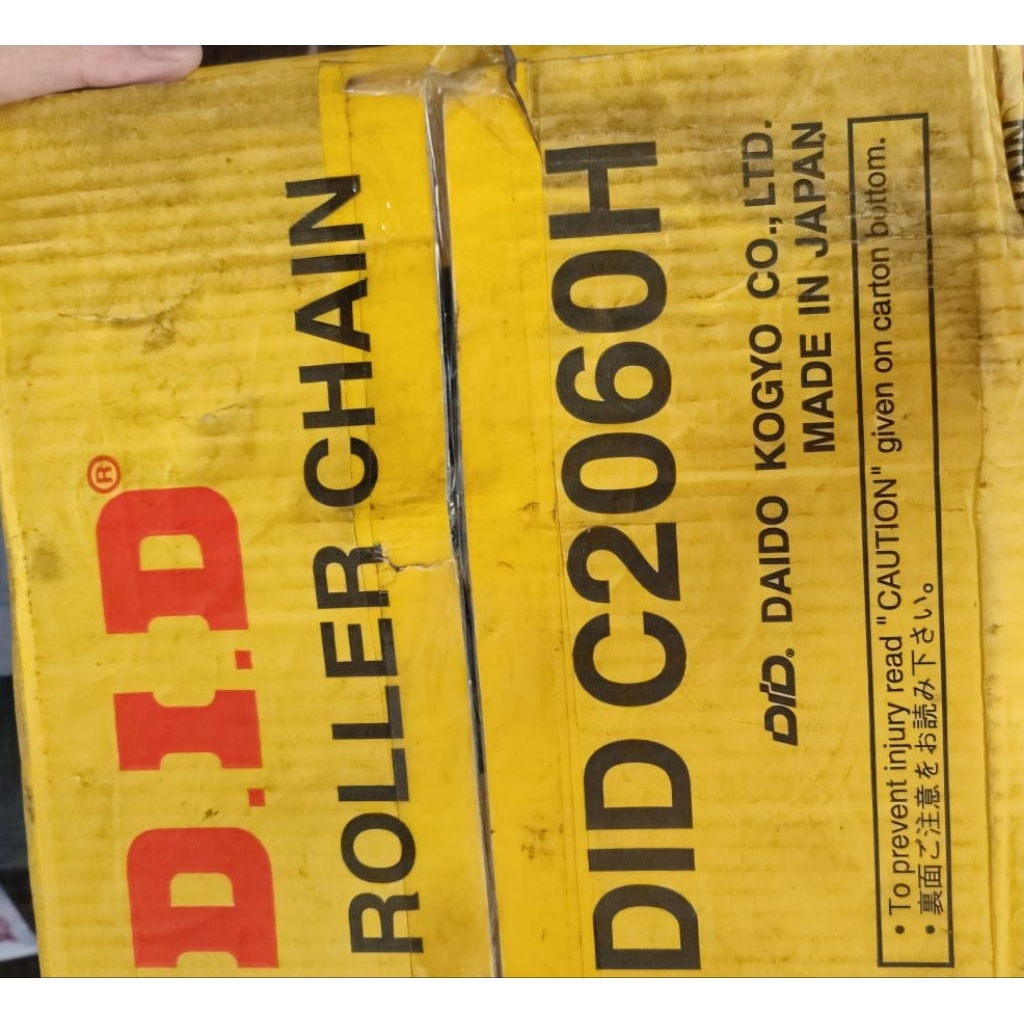 D.I.D®
ROLLER CHAIN
DID C2060H
DID® DAIDO KOGYO CO., LTD.
MADE IN JAPAN
• To prevent injury read "CAUTION" given on carton bottom.
• 裏面ご注意をお読み下さい。